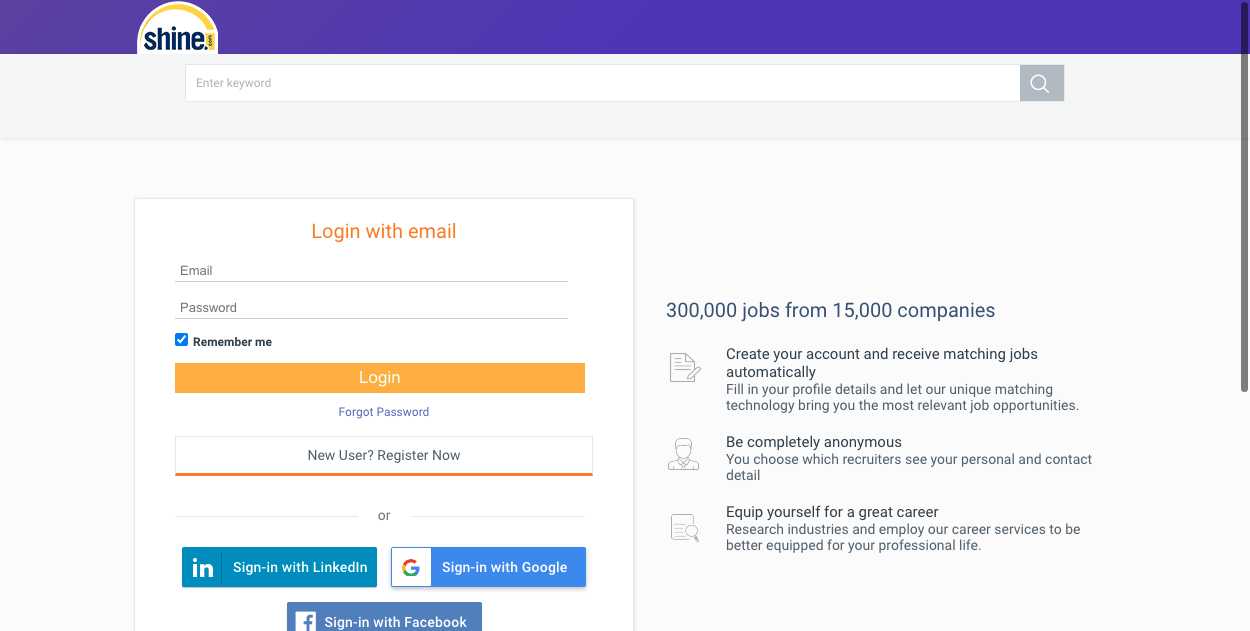 shine.com
Enter keyword
Login with email
Email
Password
Remember me
Login
Forgot Password
New User? Register Now
or
in Sign-in with LinkedIn
G Sign-in with Google
f Sign-in with Facebook
300,000 jobs from 15,000 companies
Create your account and receive matching jobs
automatically
Fill in your profile details and let our unique matching
technology bring you the most relevant job opportunities.
Be completely anonymous
You choose which recruiters see your personal and contact
detail
Equip yourself for a great career
Research industries and employ our career services to be
better equipped for your professional life.